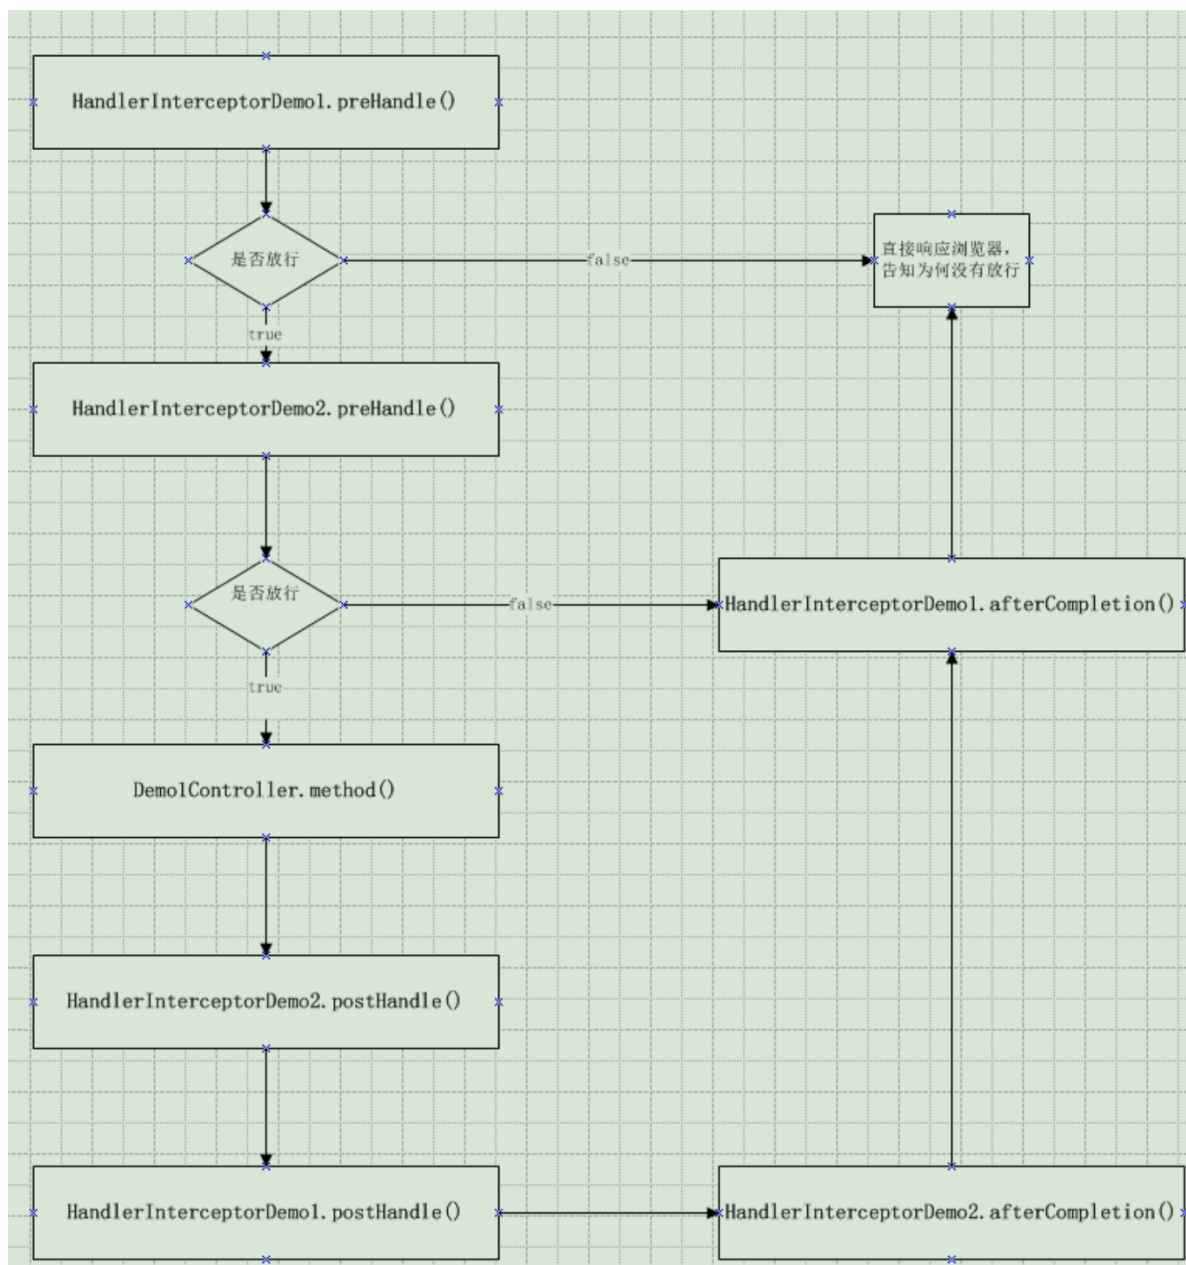 HandlerInterceptorDemo1.preHandle()
是否放行
false
直接响应浏览器，
告知为何没有放行
true
HandlerInterceptorDemo2.preHandle()
是否放行
false
HandlerInterceptorDemo1.afterCompletion()
true
Demo1Controller.method()
HandlerInterceptorDemo2.postHandle()
HandlerInterceptorDemo1.postHandle()
HandlerInterceptorDemo2.afterCompletion()